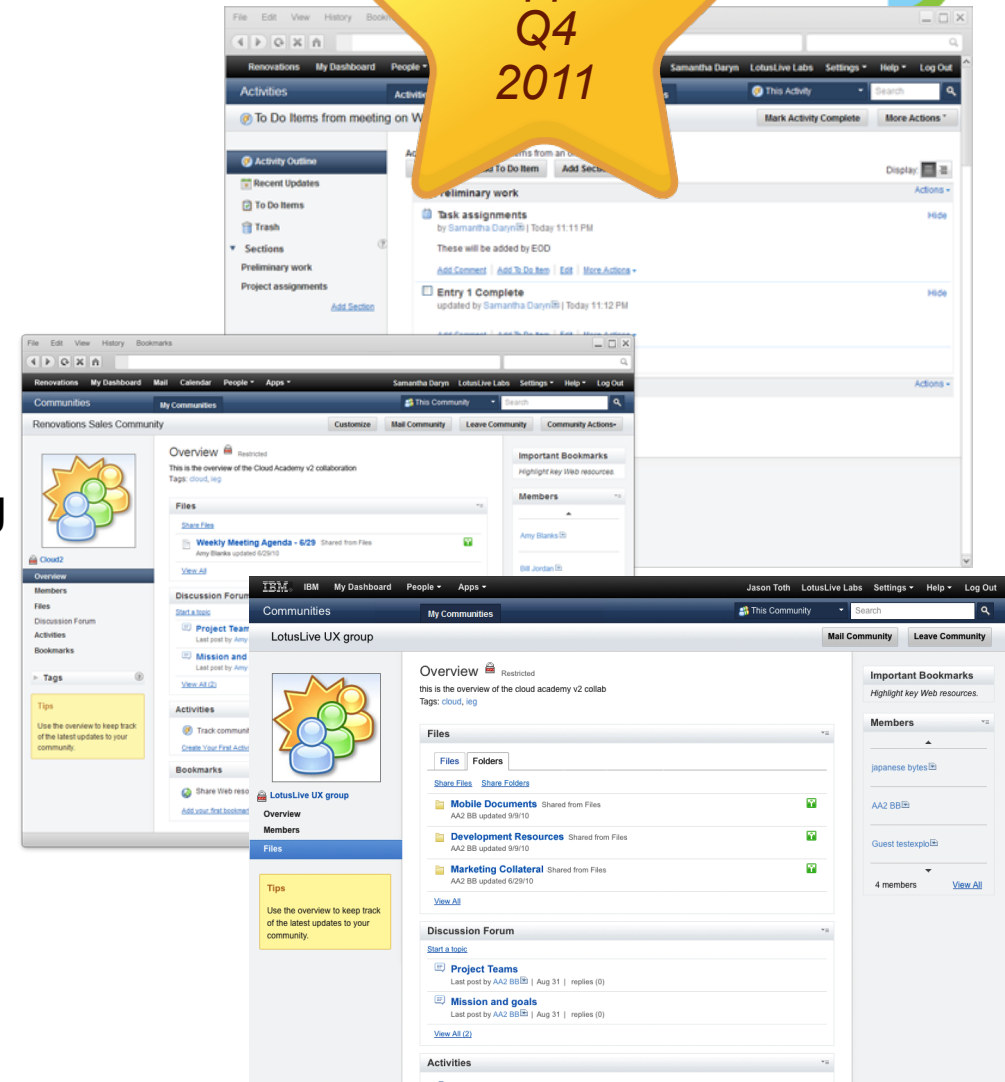 Q4
2011
File Edit View History
Renovations My Dashboard People Samantha Daryn LotusLive Labs Settings Help Log Out
Activities This Activity Search
To Do Items from meeting on W Mark Activity Complete More Actions
Activity Outline
Recent Updates
To Do Items
Trash
Sections
Preliminary work
Project assignments
Add Section
To Do Item Add Sec
Display:
Preliminary work Actions
Task assignments Hide
by Samantha Daryn | Today 11:11 PM
These will be added by EOD
Add Comment | Add To Do Item | Edit | More Actions
Entry 1 Complete Hide
updated by Samantha Daryn | Today 11:12 PM
Actions
g
File Edit View History Bookmarks
Renovations My Dashboard Mail Calendar People Apps Samantha Daryn LotusLive Labs Settings Help Log Out
Communities My Communities This Community Search
Renovations Sales Community Customize Mail Community Leave Community Community Actions
Cloud2
Overview
Members
Files
Discussion Forum
Activities
Bookmarks
Tags
Tips
Use the overview to keep track
of the latest updates to your
community.
Overview Restricted
This is the overview of the Cloud Academy v2 collaboration
Tags: cloud, ieg
Files
Share Files
Weekly Meeting Agenda - 6/29 Shared from Files
Amy Blanks updated 6/29/10
View All
Discussion Forum
Start a topic
Project Team
Last post by Amy
Mission and
Last post by Amy
View All (2)
Activities
Track communit
Create Your First Activi
Bookmarks
Share Web reso
Add your first bookmar
Important Bookmarks
Highlight key Web resources.
Members
Amy Blanks
Bill Jordan
IBM IBM My Dashboard People Apps Jason Toth LotusLive Labs Settings Help Log Out
Communities My Communities This Community Search
LotusLive UX group Mail Community Leave Community
LotusLive UX group
Overview
Members
Files
Tips
Use the overview to keep track
of the latest updates to your
community.
Overview Restricted
this is the overview of the cloud academy v2 collab
Tags: cloud, ieg
Files
Files Folders
Share Files Share Folders
Mobile Documents Shared from Files
AA2 BB updated 9/9/10
Development Resources Shared from Files
AA2 BB updated 9/9/10
Marketing Collateral Shared from Files
AA2 BB updated 6/29/10
View All
Discussion Forum
Start a topic
Project Teams
Last post by AA2 BB | Aug 31 | replies (0)
Mission and goals
Last post by AA2 BB | Aug 31 | replies (0)
View All (2)
Activities
Important Bookmarks
Highlight key Web resources.
Members
japanese bytes
AA2 BB
Guest testexplo
4 members View All